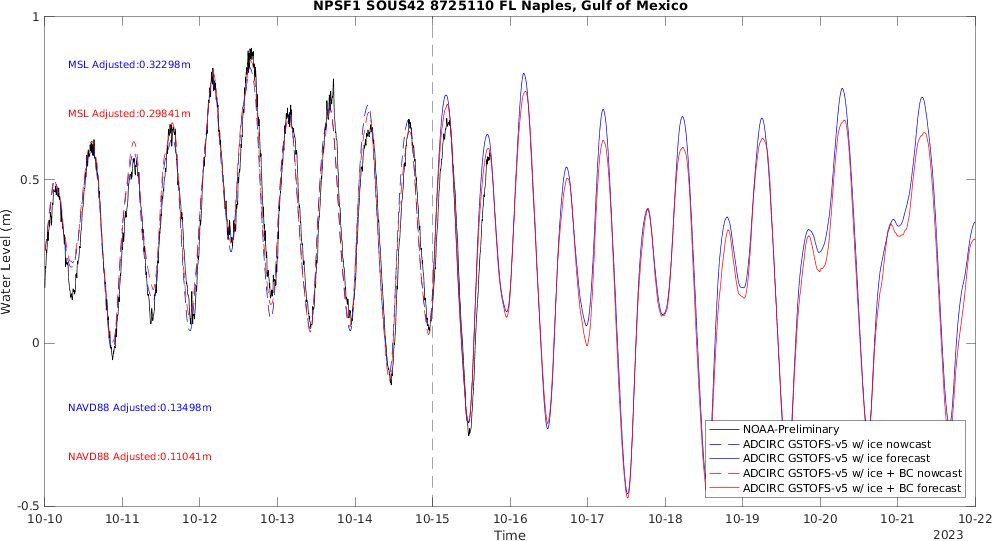 NPSF1 SOUS42 8725110 FL Naples, Gulf of Mexico
Water Level (m)
1
0.5
0
-0.5
MSL Adjusted:0.32298m
MSL Adjusted:0.29841m
NAVD88 Adjusted:0.13498m
NAVD88 Adjusted:0.11041m
NOAA-Preliminary
ADCIRC GSTOFS-v5 w/ ice nowcast
ADCIRC GSTOFS-v5 w/ ice forecast
ADCIRC GSTOFS-v5 w/ ice + BC nowcast
ADCIRC GSTOFS-v5 w/ ice + BC forecast
10-10 10-11 10-12 10-13 10-14 10-15 10-16 10-17 10-18 10-19 10-20 10-21 10-22
Time
2023